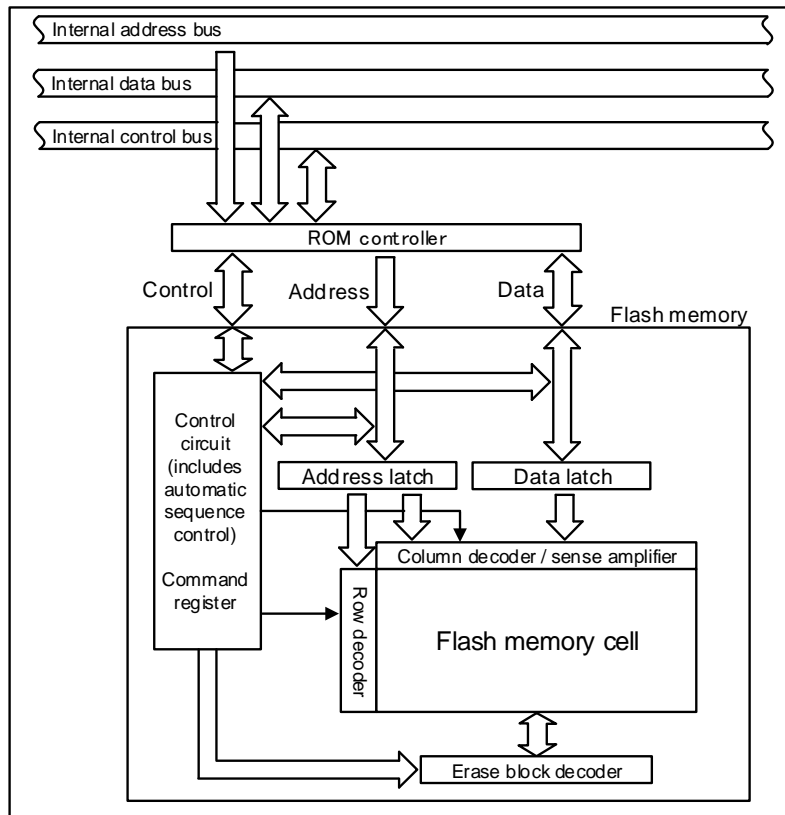 Internal address bus
Internal data bus
Internal control bus
ROM controller
Control
Address
Data
Flash memory
Control
circuit
(includes
automatic
sequence
control)
Command
register
Address latch
Data latch
Column decoder / sense amplifier
Row decoder
Flash memory cell
Erase block decoder